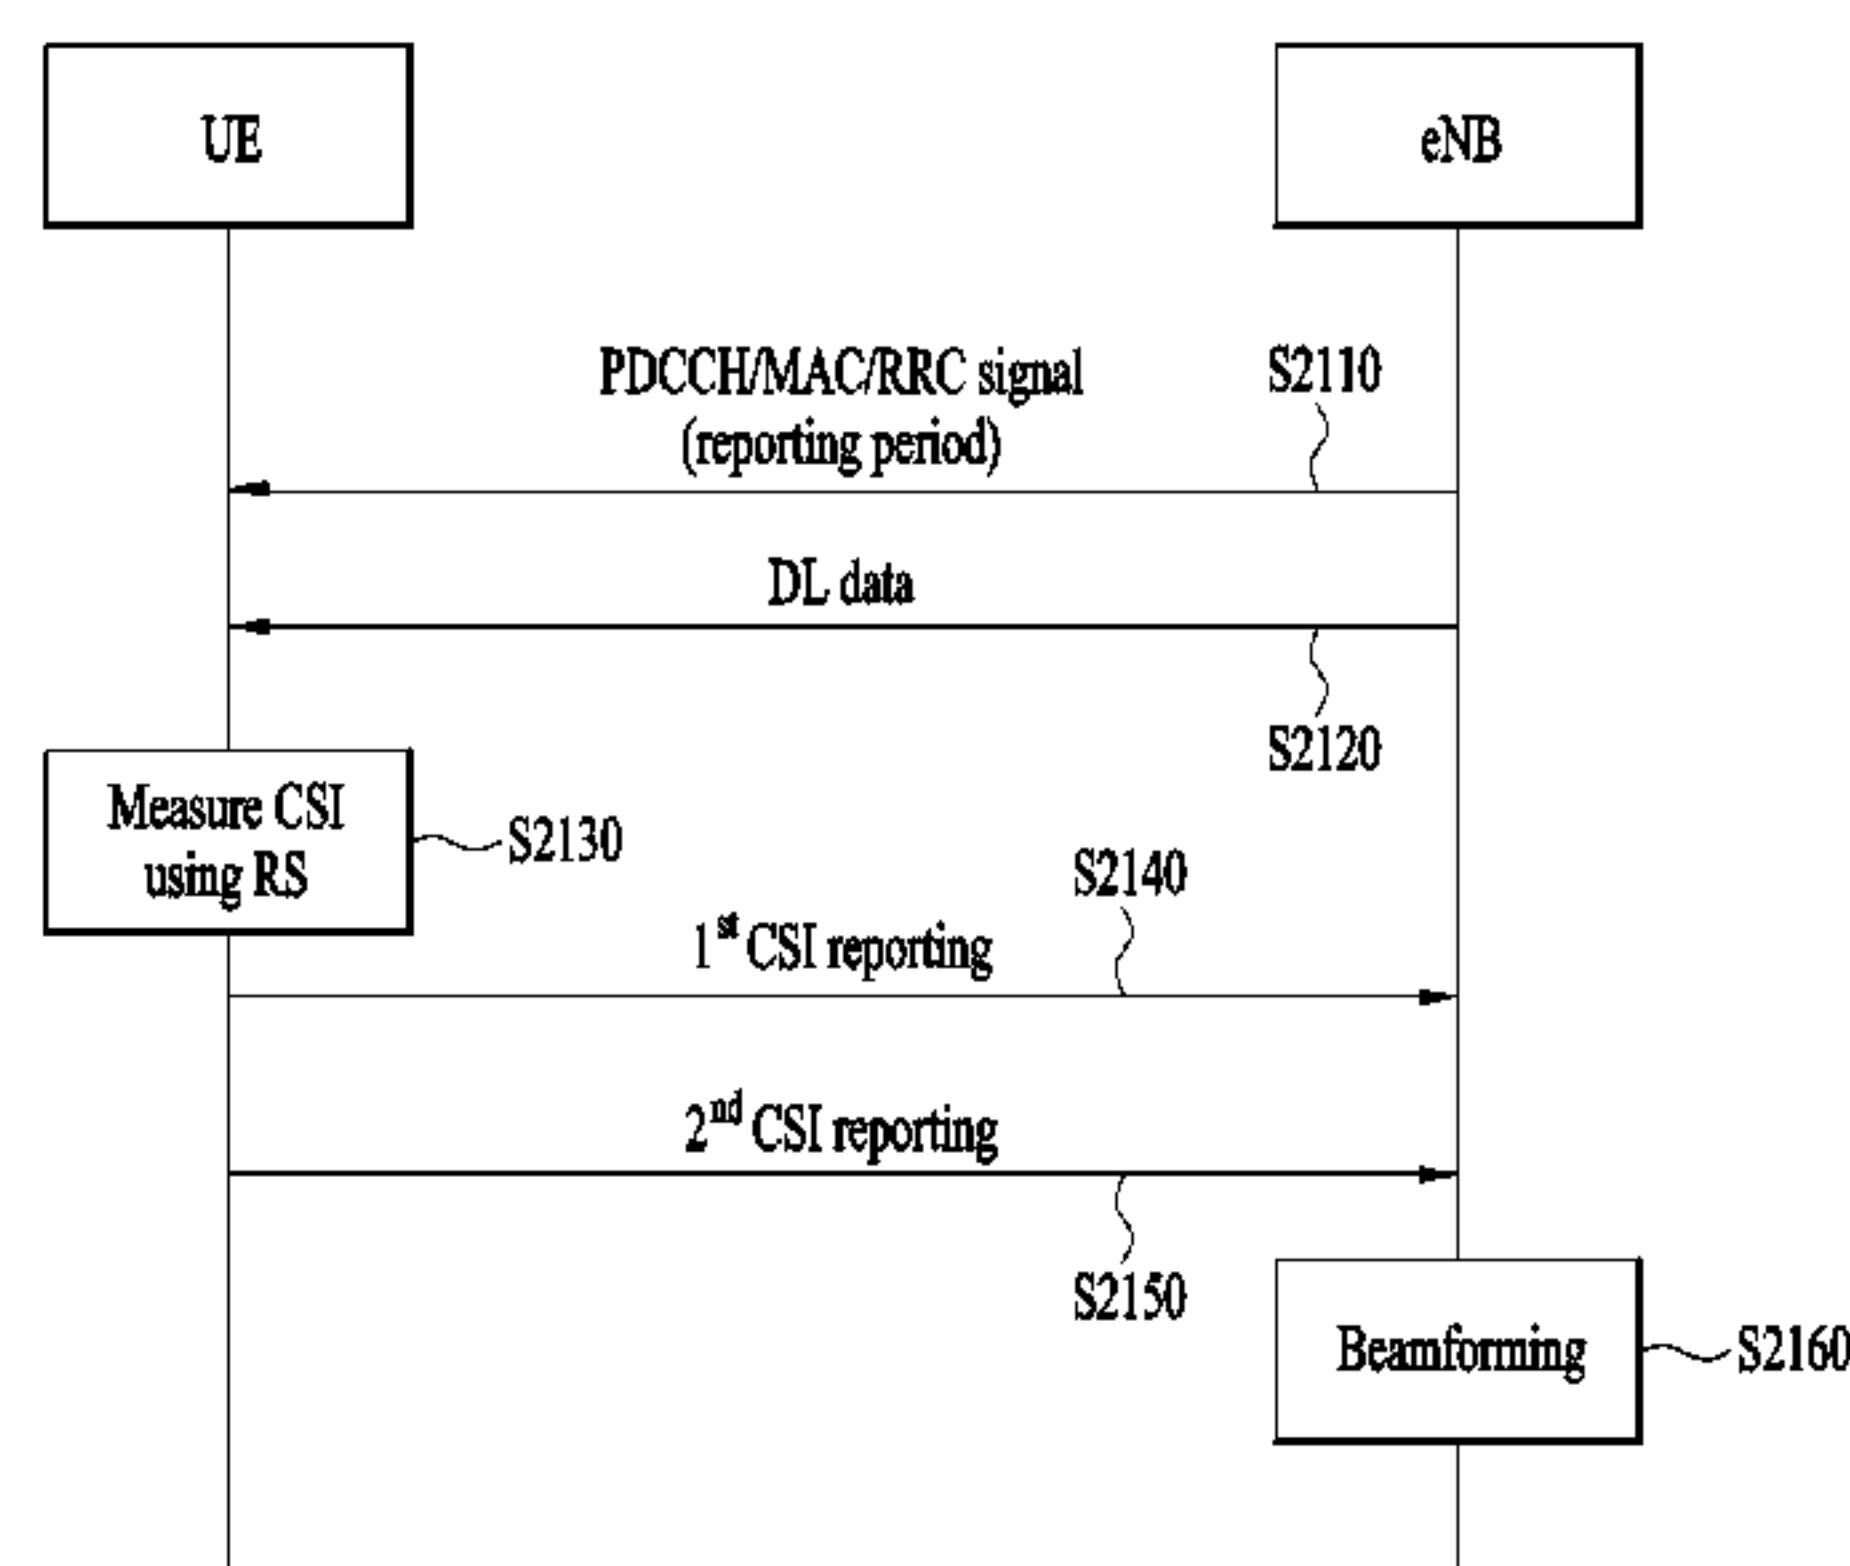 UE
eNB
PDCCH/MAC/RRC signal
(reporting period)
S2110
DL data
S2120
Measure CSI
using RS
S2130
S2140
1st CSI reporting
2nd CSI reporting
S2150
Beamforming
S2160